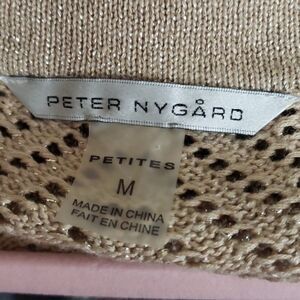 PETER NYGÅRD
PETITES
M
MADE IN CHINA
FAIT EN CHINE